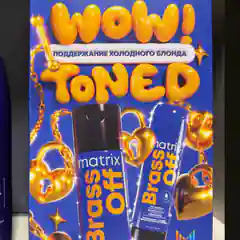 WOW!
ПОДДЕРЖАНИЕ ХОЛОДНОГО БЛОНДА
TONED
matrix
Brass
Off
matrix
Brass
Off